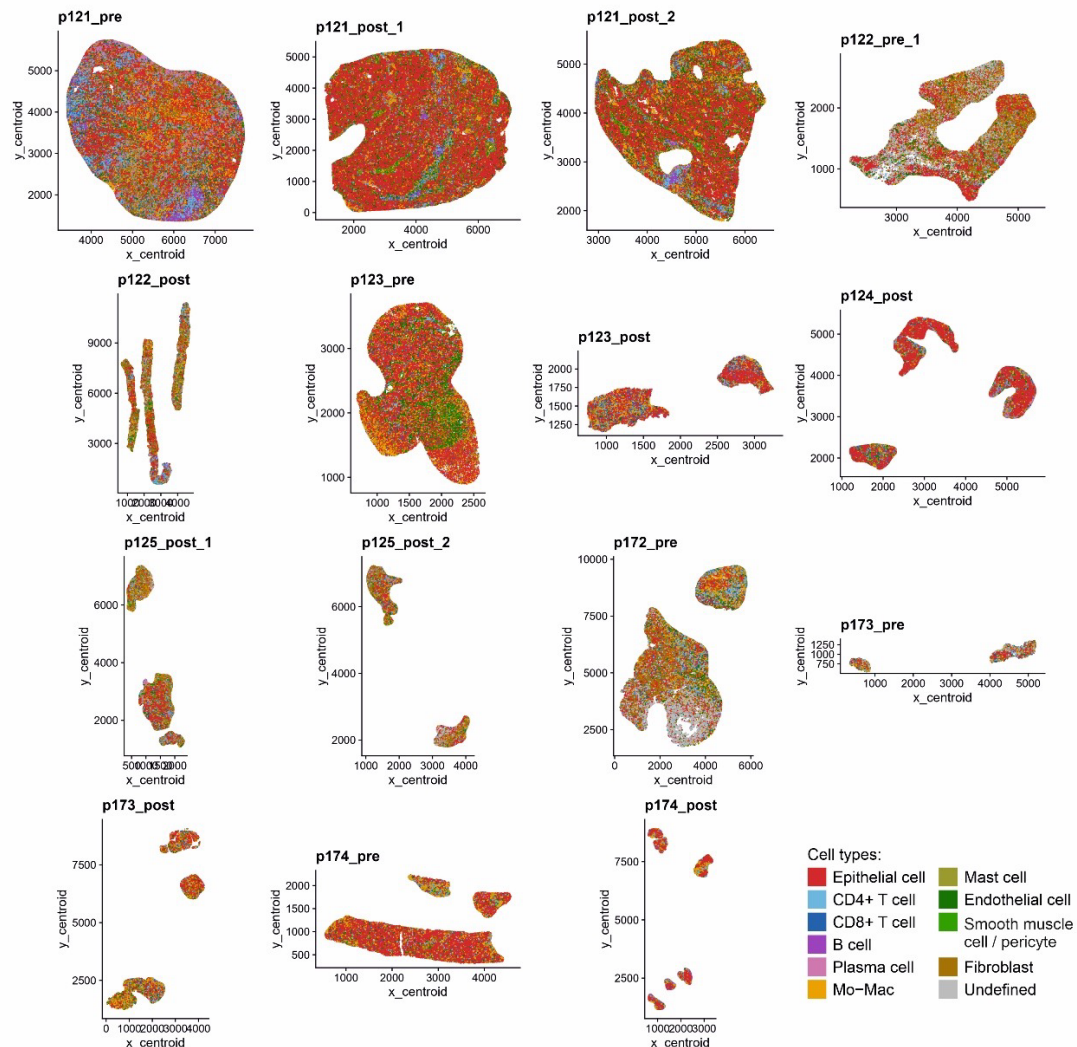 p121_pre
y_centroid
5000
4000
3000
2000
4000 5000 6000 7000
x_centroid
p121_post_1
y_centroid
5000
4000
3000
2000
1000
0
2000 4000 6000
x_centroid
p121_post_2
y_centroid
5000
4000
3000
2000
3000 4000 5000 6000
x_centroid
p122_pre_1
y_centroid
2000
1000
3000 4000 5000
x_centroid
p122_post
y_centroid
9000
6000
3000
1000 2000 3000 4000
x_centroid
p123_pre
y_centroid
3000
2000
1000
1000 1500 2000 2500
x_centroid
p123_post
y_centroid
2000
1750
1500
1250
1000 1500 2000 2500 3000
x_centroid
p124_post
y_centroid
5000
4000
3000
2000
1000 2000 3000 4000 5000
x_centroid
p125_post_1
y_centroid
6000
4000
2000
500 1000 1500 2000
x_centroid
p125_post_2
y_centroid
6000
4000
2000
1000 2000 3000 4000
x_centroid
p172_pre
y_centroid
10000
7500
5000
2500
0 2000 4000 6000
x_centroid
p173_pre
y_centroid
1250
1000
750
0 1000 2000 3000 4000 5000
x_centroid
p173_post
y_centroid
7500
5000
2500
0 1000 2000 3000 4000
x_centroid
p174_pre
y_centroid
2000
1500
1000
500
1000 2000 3000 4000
x_centroid
p174_post
y_centroid
7500
5000
2500
1000 2000 3000
x_centroid
Cell types:
Epithelial cell
CD4+ T cell
CD8+ T cell
B cell
Plasma cell
Mo−Mac
Mast cell
Endothelial cell
Smooth muscle
cell / pericyte
Fibroblast
Undefined